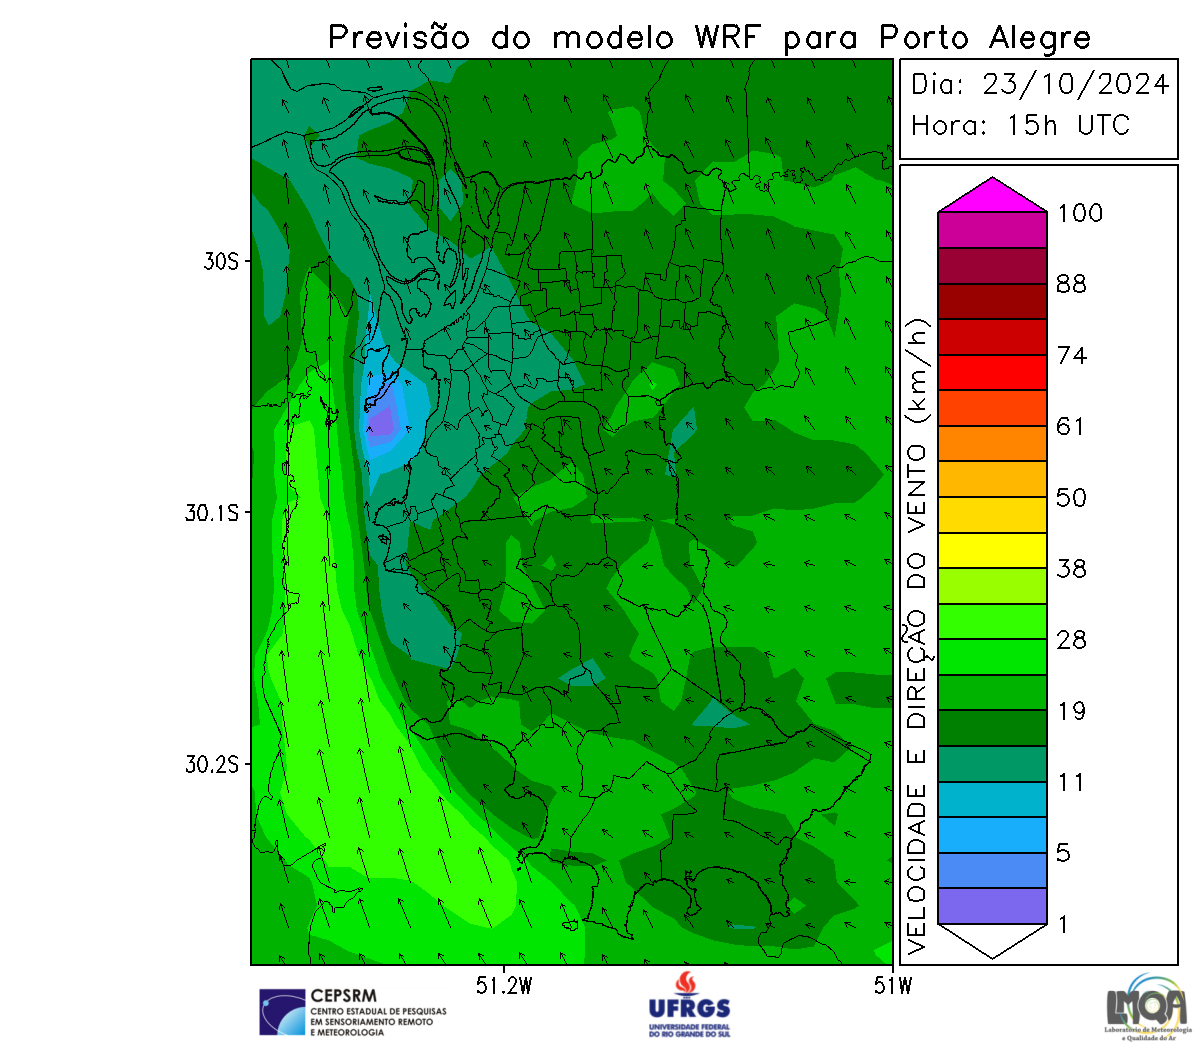 Previsão do modelo WRF para Porto Alegre
Dia: 23/10/2024
Hora: 15h UTC
30S
30.1S
30.2S
51.2W
51W
VELOCIDADE E DIREÇÃO DO VENTO (km/h)
100
88
74
61
50
38
28
19
11
5
1
CEPSRM
CENTRO ESTADUAL DE PESQUISAS
EM SENSORIAMENTO REMOTO
E METEOROLOGIA
UFRGS
UNIVERSIDADE FEDERAL
DO RIO GRANDE DO SUL
LMQA
Laboratório de Meteorologia
e Qualidade do Ar